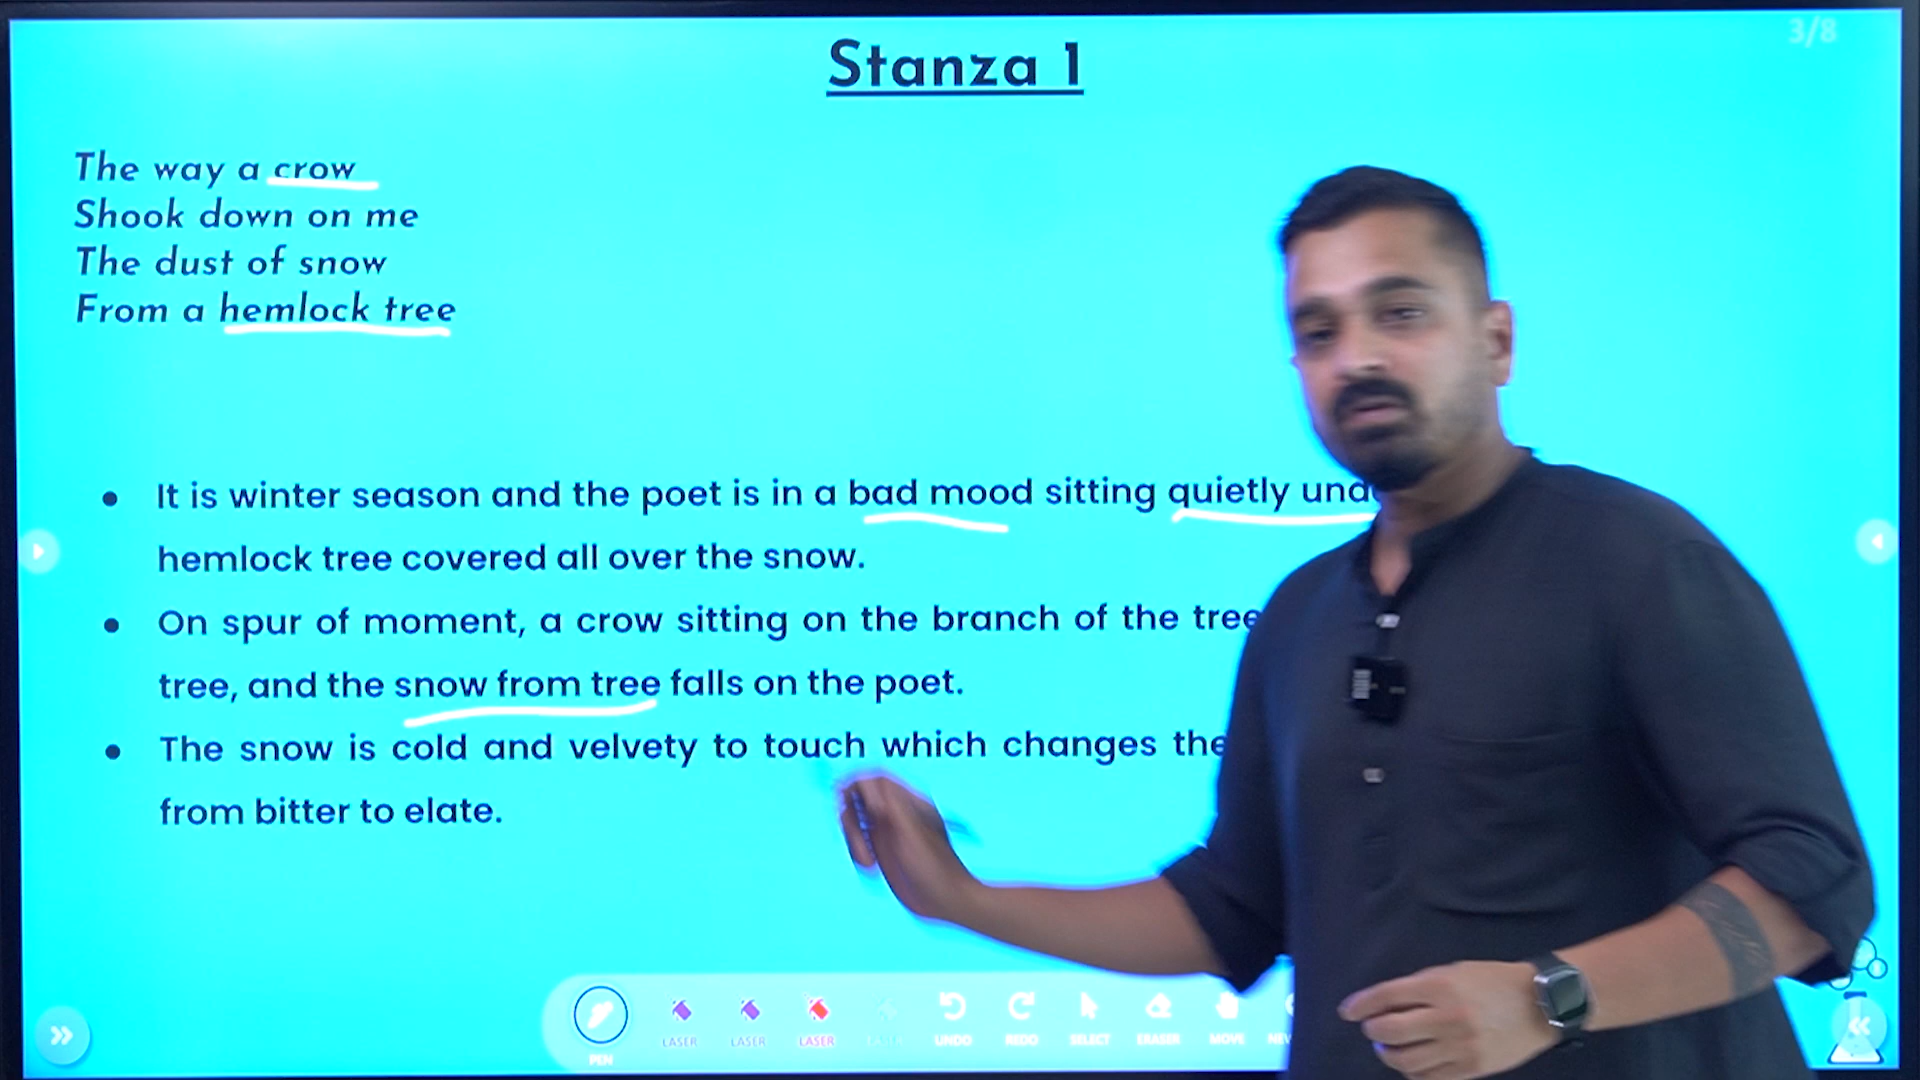 3/8
Stanza 1
The way a crow
Shook down on me
The dust of snow
From a hemlock tree
It is winter season and the poet is in a bad mood sitting quietly
hemlock tree covered all over the snow.
On spur of moment, a crow sitting on the branch of the tree
tree, and the snow from tree falls on the poet.
The snow is cold and velvety to touch which changes the
from bitter to elate.
PEN LASER LASER LASER UNDO REDO SELECT ERASER MOVE